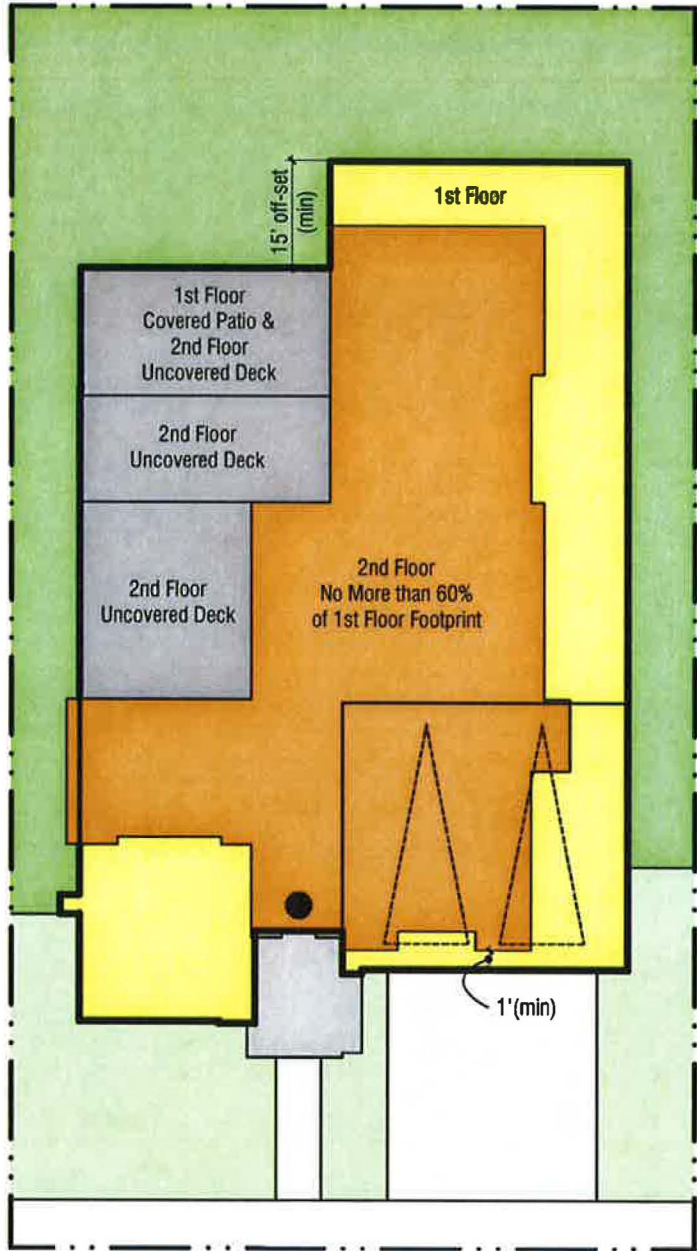 1st Floor
15' off-set
(min)
1st Floor
Covered Patio &
2nd Floor
Uncovered Deck
2nd Floor
Uncovered Deck
2nd Floor
Uncovered Deck
2nd Floor
No More than 60%
of 1st Floor Footprint
1'(min)